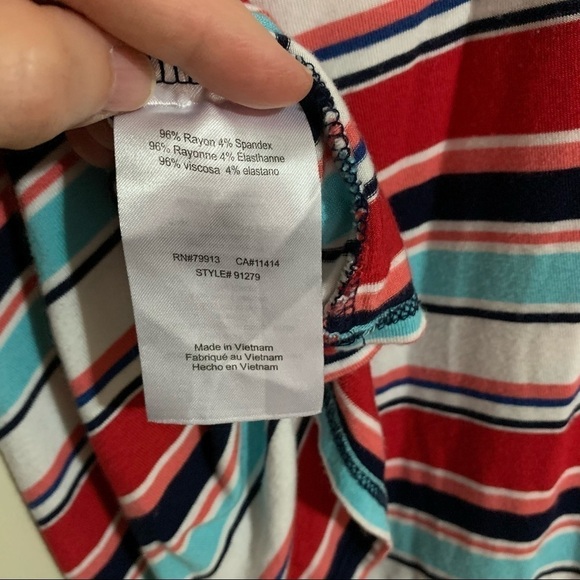 96% Rayon 4% Spandex
96% Rayonne 4% Élasthanne
96% viscosa 4% elastano
RN#79913 CA#11414
STYLE# 91279
Made in Vietnam
Fabriqué au Vietnam
Hecho en Vietnam